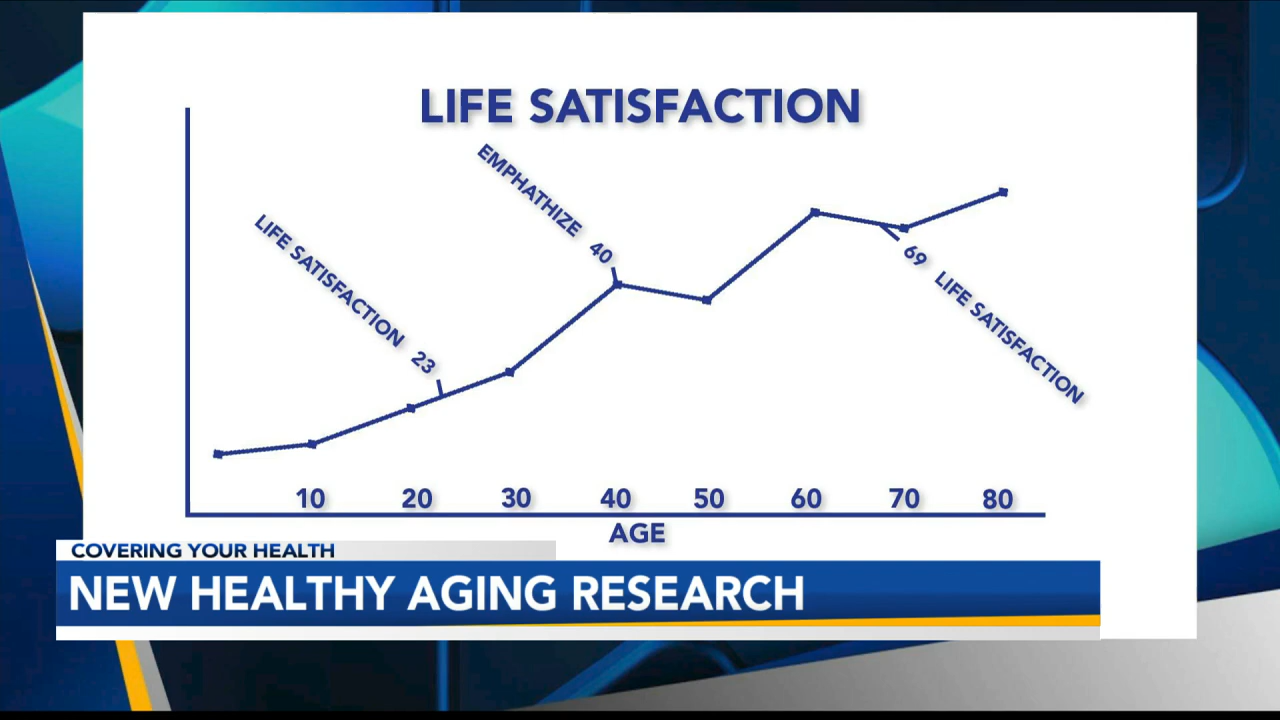 LIFE SATISFACTION
EMPHATHIZE 40
LIFE SATISFACTION 23
69 LIFE SATISFACTION
10 20 30 40 50 60 70 80
AGE
COVERING YOUR HEALTH
NEW HEALTHY AGING RESEARCH